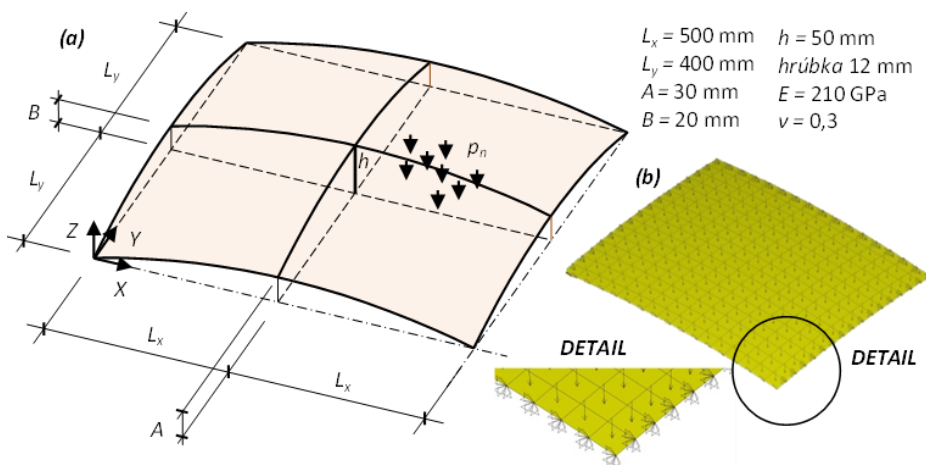 (a)
L_y
B
L_y
Z
Y
X
h
p_n
L_x
L_x
A
L_x = 500 mm h = 50 mm
L_y = 400 mm hrúbka 12 mm
A = 30 mm E = 210 GPa
B = 20 mm ν = 0,3
(b)
DETAIL
DETAIL